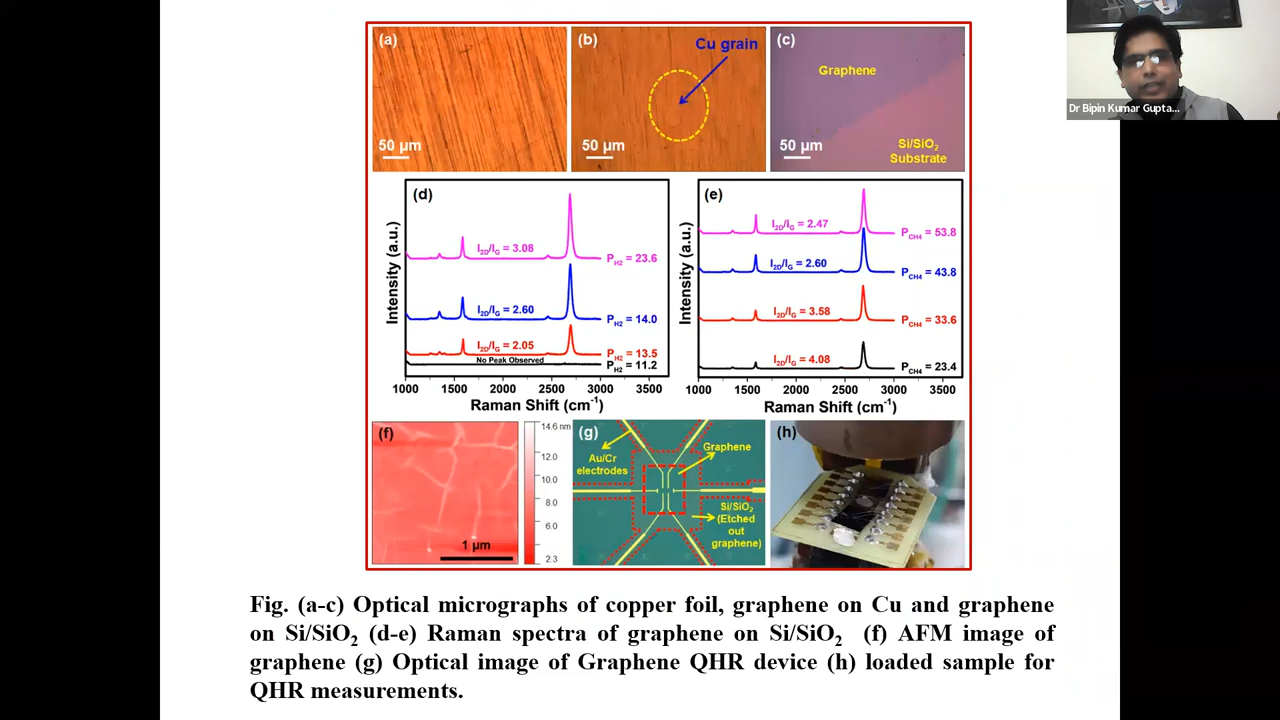 (a)
50 µm
(b)
Cu grain
50 µm
(c)
Graphene
50 µm
Si/SiO2
Substrate
Dr Bipin Kumar Gupta...
(d)
Intensity (a.u.)
I2D/IG = 3.08
PH2 = 23.6
I2D/IG = 2.60
PH2 = 14.0
I2D/IG = 2.05
PH2 = 13.5
No Peak Observed
PH2 = 11.2
1000 1500 2000 2500 3000 3500
Raman Shift (cm-1)
(e)
Intensity (a.u.)
I2D/IG = 2.47
PCH4 = 53.8
I2D/IG = 2.60
PCH4 = 43.8
I2D/IG = 3.58
PCH4 = 33.6
I2D/IG = 4.08
PCH4 = 23.4
1000 1500 2000 2500 3000 3500
Raman Shift (cm-1)
(f)
1 µm
14.6 nm
12.0
10.0
8.0
6.0
2.3
(g)
Au/Cr
electrodes
Graphene
Si/SiO2
(Etched
out
graphene)
(h)
Fig. (a-c) Optical micrographs of copper foil, graphene on Cu and graphene
on Si/SiO2 (d-e) Raman spectra of graphene on Si/SiO2 (f) AFM image of
graphene (g) Optical image of Graphene QHR device (h) loaded sample for
QHR measurements.